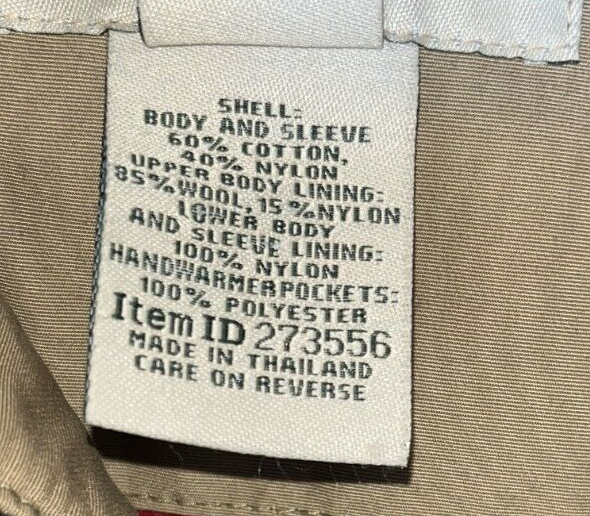 SHELL:
BODY AND SLEEVE
60% COTTON,
40% NYLON
UPPER BODY LINING:
85%WOOL, 15%NYLON
LOWER BODY
AND SLEEVE LINING:
100% NYLON
HANDWARMERPOCKETS:
100% POLYESTER
Item ID 273556
MADE IN THAILAND
CARE ON REVERSE